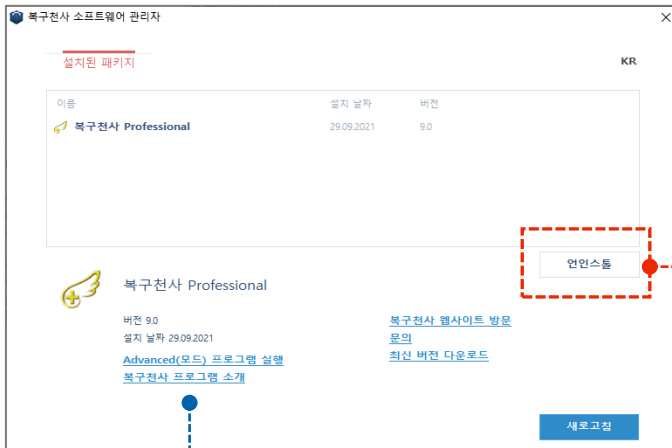 복구천사 소프트웨어 관리자
설치된 패키지
KR
이름 설치 날짜 버전
복구천사 Professional 29.09.2021 9.0
언인스톨
복구천사 Professional
버전 9.0
설치 날짜 29.09.2021
Advanced(모드) 프로그램 실행
복구천사 프로그램 소개
복구천사 웹사이트 방문
문의
최신 버전 다운로드
새로고침